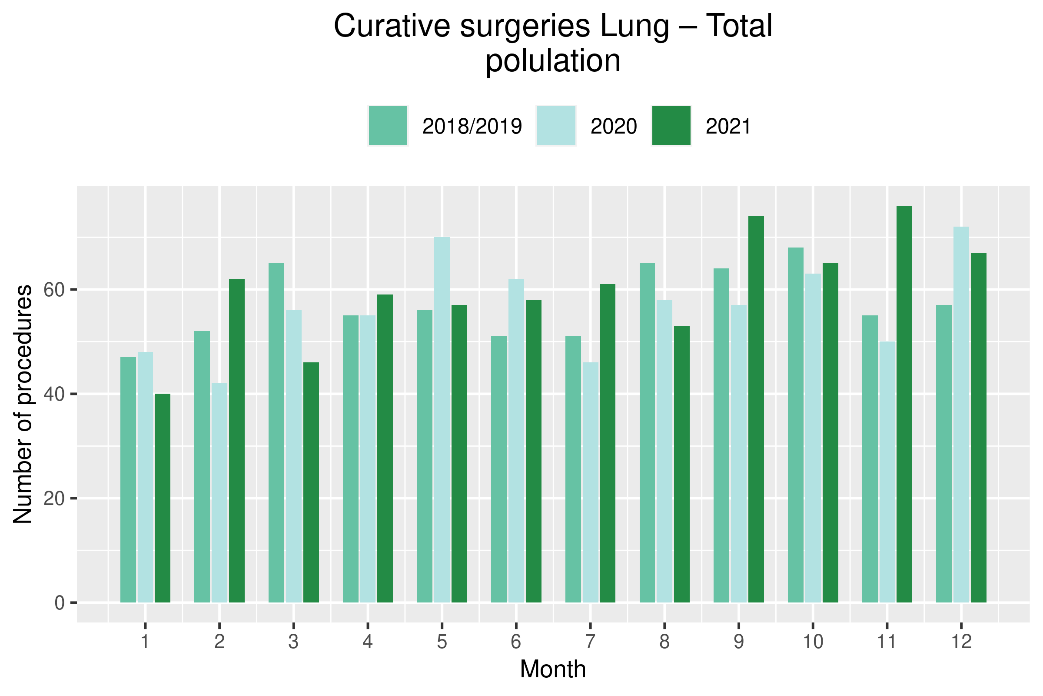 Curative surgeries Lung – Total
polulation
2018/2019 2020 2021
Number of procedures
60
40
20
0
1 2 3 4 5 6 7 8 9 10 11 12
Month